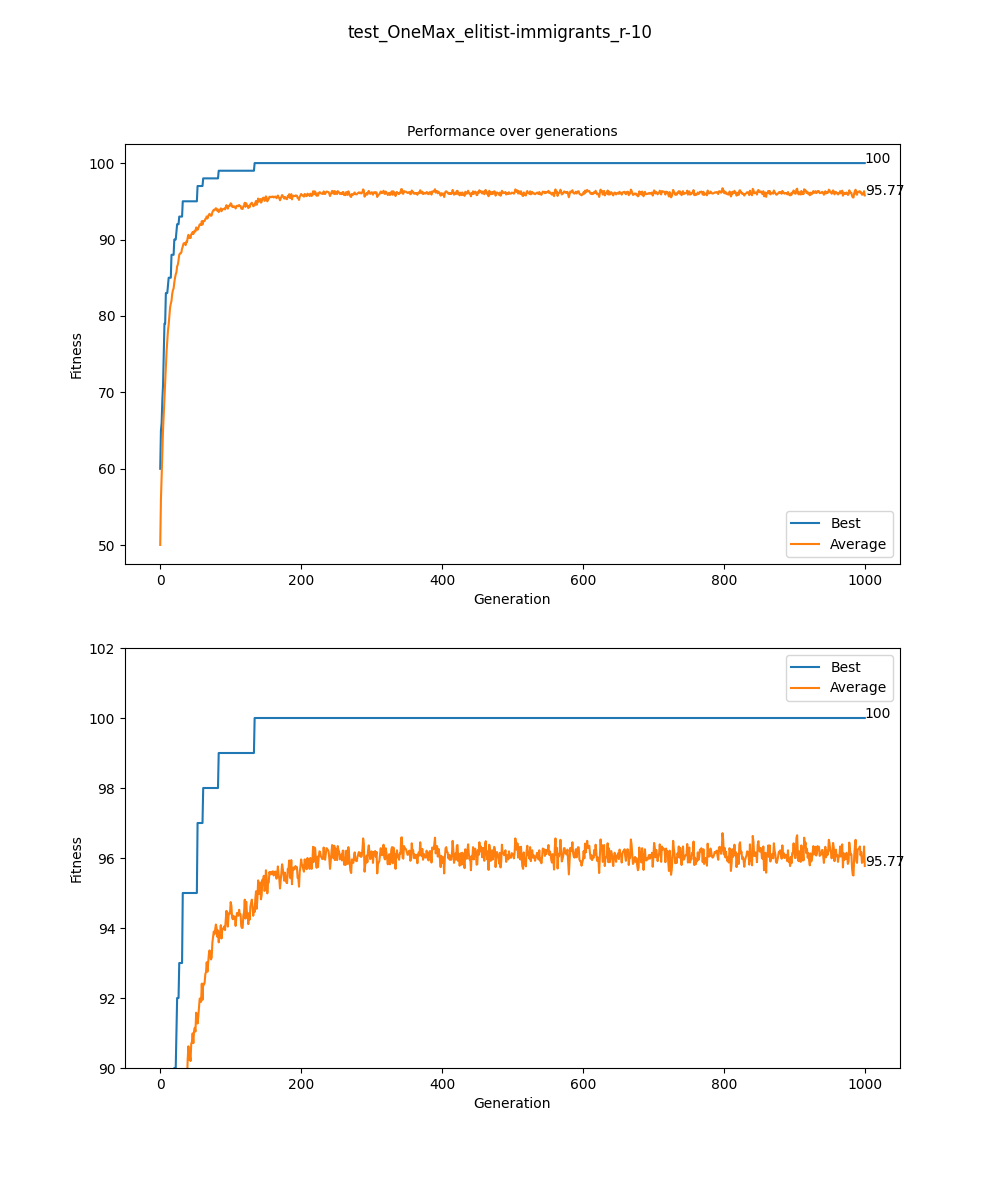 test_OneMax_elitist-immigrants_r-10
Performance over generations
100
90
80
70
60
50
Fitness
100
95.77
Best
Average
0 200 400 600 800 1000
Generation
102
100
98
96
94
92
90
Fitness
Best
Average
100
95.77
0 200 400 600 800 1000
Generation